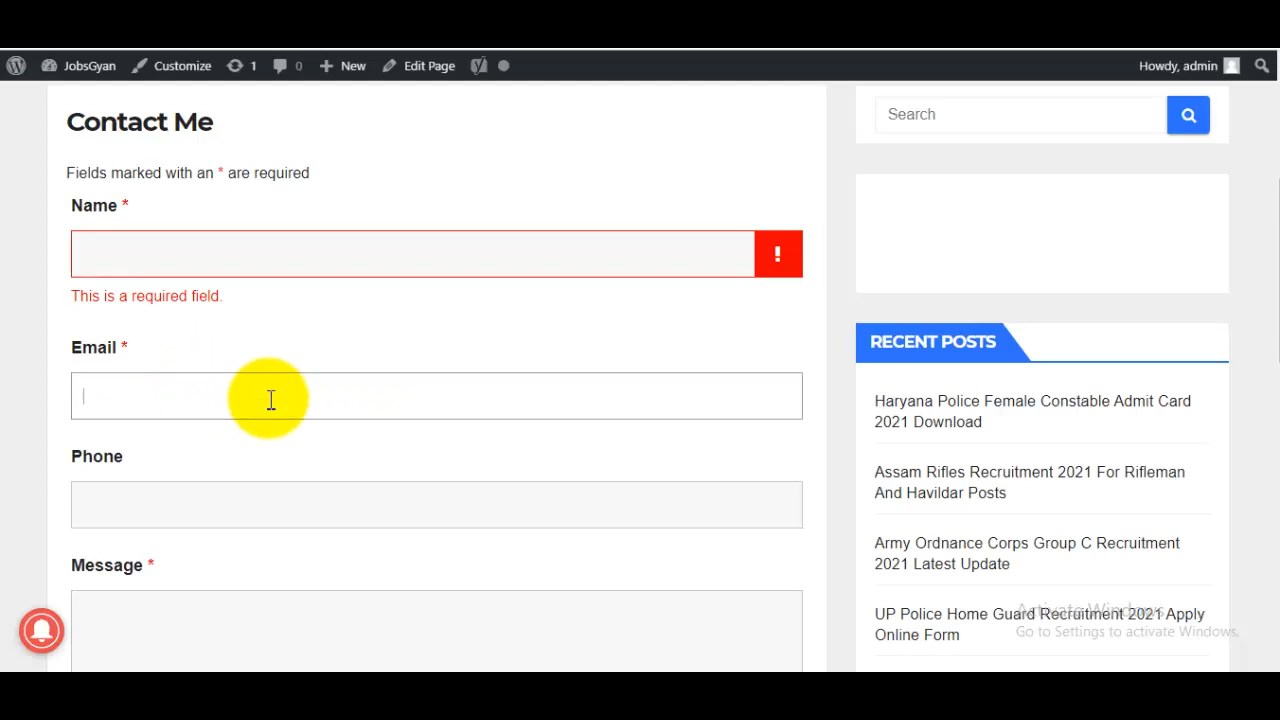 JobsGyan Customize 1 0 New Edit Page Howdy, admin
Contact Me
Fields marked with an * are required
Name *
!
This is a required field.
Email *
Phone
Message *
Search
RECENT POSTS
Haryana Police Female Constable Admit Card
2021 Download
Assam Rifles Recruitment 2021 For Rifleman
And Havildar Posts
Army Ordnance Corps Group C Recruitment
2021 Latest Update
UP Police Home Guard Recruitment 2021 Apply
Online Form
Activate Windows
Go to Settings to activate Windows.